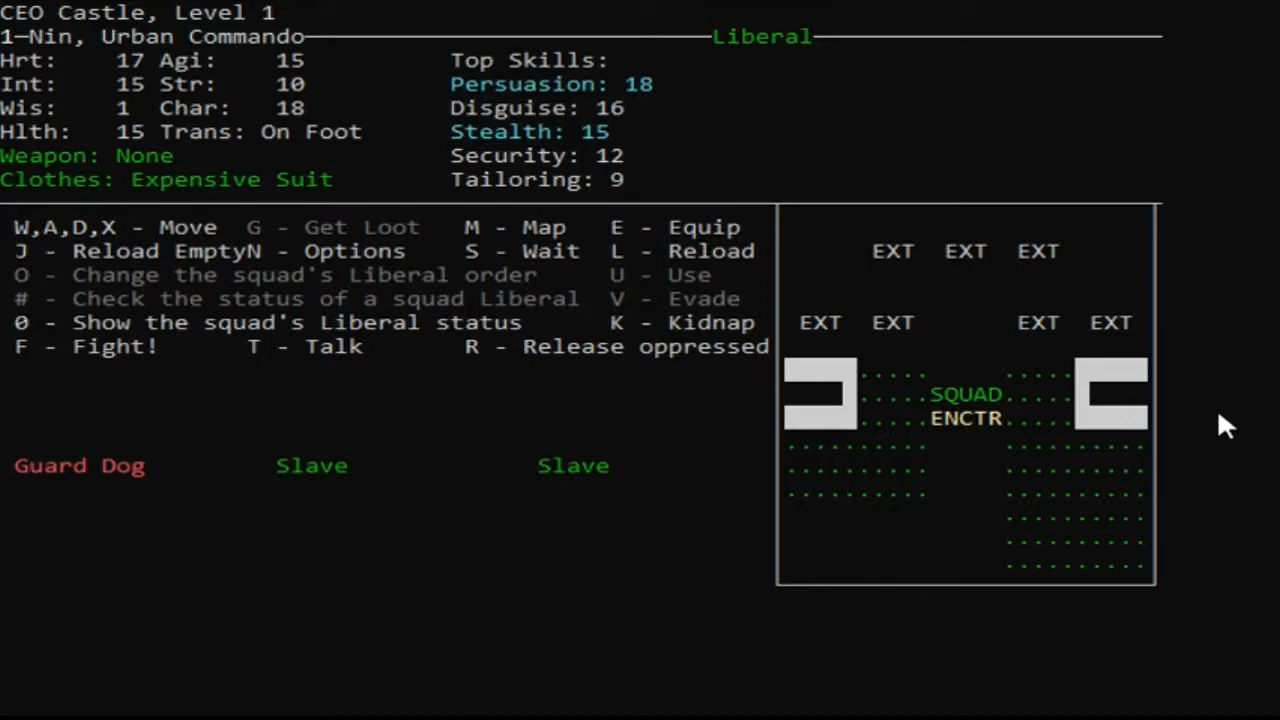 CEO Castle, Level 1
1—Nin, Urban Commando Liberal
Hrt: 17 Agi: 15 Top Skills:
Int: 15 Str: 10 Persuasion: 18
Wis: 1 Char: 18 Disguise: 16
Hlth: 15 Trans: On Foot Stealth: 15
Weapon: None Security: 12
Clothes: Expensive Suit Tailoring: 9
W,A,D,X - Move G - Get Loot M - Map E - Equip
J - Reload EmptyN - Options S - Wait L - Reload EXT EXT EXT
O - Change the squad's Liberal order U - Use
# - Check the status of a squad Liberal V - Evade
0 - Show the squad's Liberal status K - Kidnap EXT EXT EXT EXT
F - Fight! T - Talk R - Release oppressed
SQUAD
ENCTR
Guard Dog Slave Slave